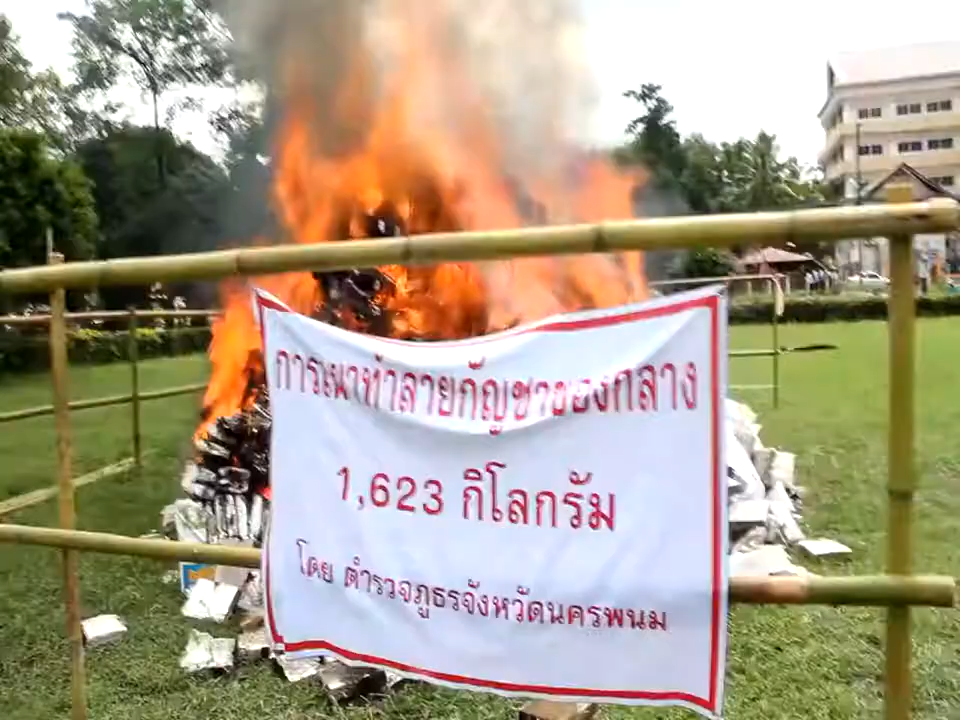 การเผาทำลายกัญชาของกลาง
1,623 กิโลกรัม
โดย ตำรวจภูธรจังหวัดนครพนม